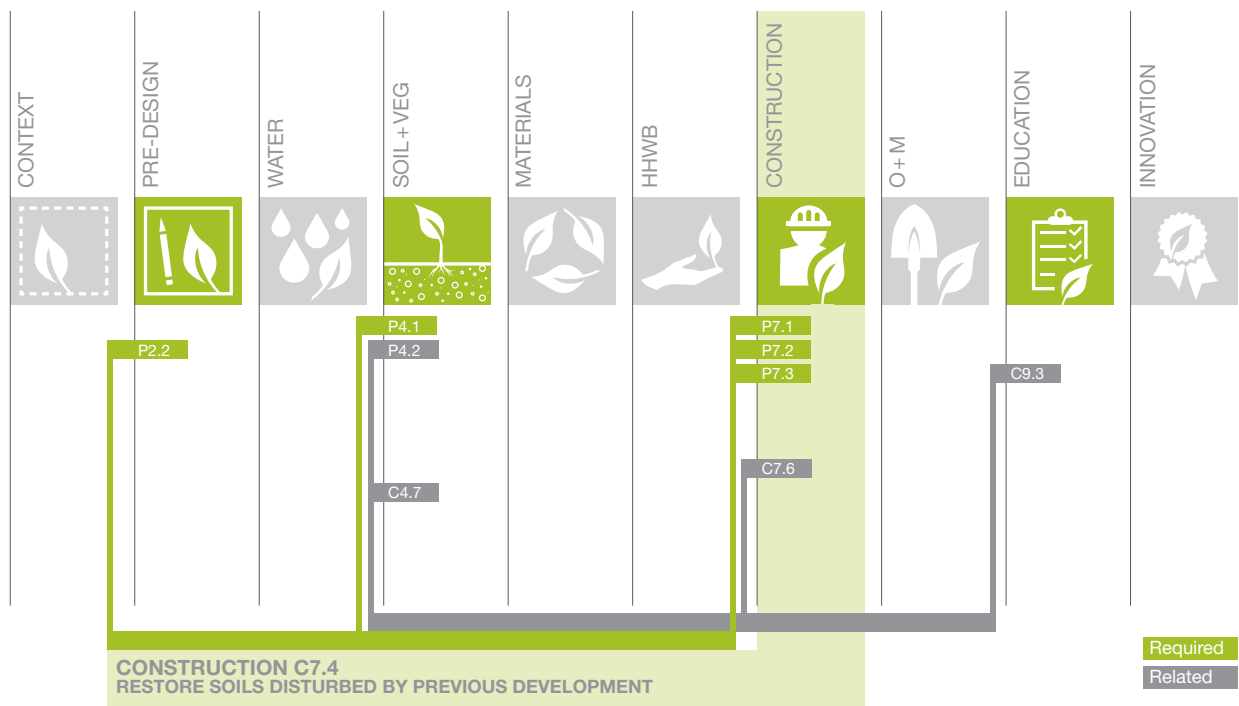 CONTEXT
PRE-DESIGN
WATER
SOIL+VEG
MATERIALS
HHWB
CONSTRUCTION
O+M
EDUCATION
INNOVATION
P4.1
P7.1
P2.2
P4.2
P7.2
P7.3
C9.3
C7.6
C4.7
CONSTRUCTION C7.4
RESTORE SOILS DISTURBED BY PREVIOUS DEVELOPMENT
Required
Related